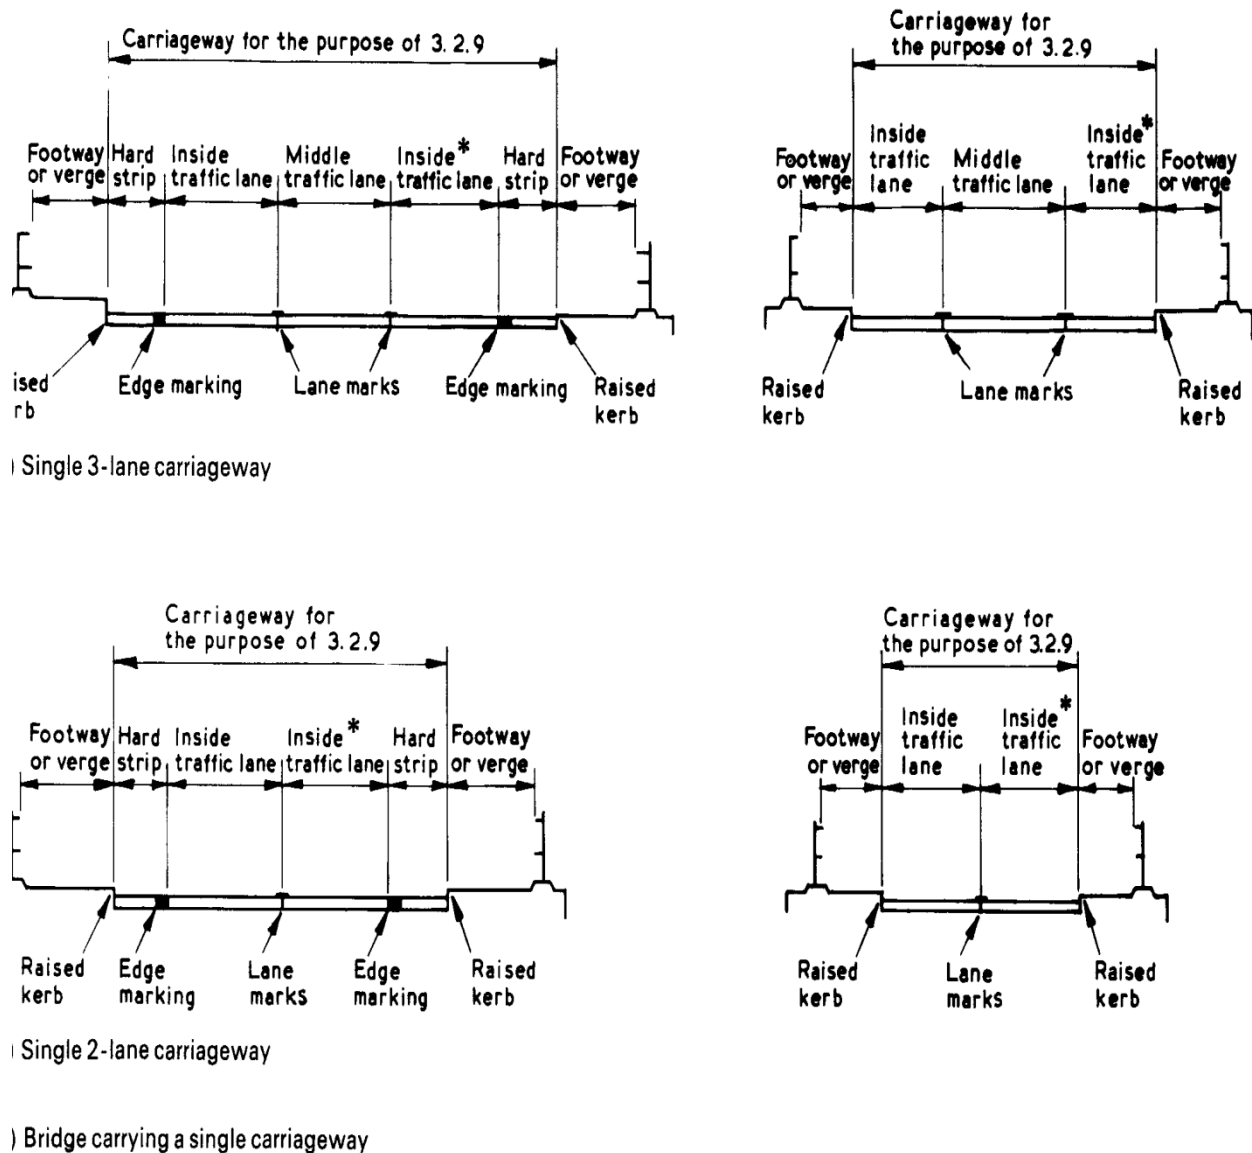 Carriageway for the purpose of 3.2.9
Footway or verge
Hard strip
Inside traffic lane
Middle traffic lane
Inside* traffic lane
Hard strip
Footway or verge
ised
rb
Edge marking
Lane marks
Edge marking
Raised
kerb
Carriageway for
the purpose of 3.2.9
Footway
or verge
Inside
traffic
lane
Middle
traffic lane
Inside*
traffic
lane
Footway
or verge
Raised
kerb
Lane marks
Raised
kerb
) Single 3-lane carriageway
Carriageway for
the purpose of 3.2.9
Footway
or verge
Hard
strip
Inside
traffic lane
Inside*
traffic lane
Hard
strip
Footway
or verge
Raised
kerb
Edge
marking
Lane
marks
Edge
marking
Raised
kerb
Carriageway for
the purpose of 3.2.9
Footway
or verge
Inside
traffic
lane
Inside*
traffic
lane
Footway
or verge
Raised
kerb
Lane
marks
Raised
kerb
) Single 2-lane carriageway
) Bridge carrying a single carriageway